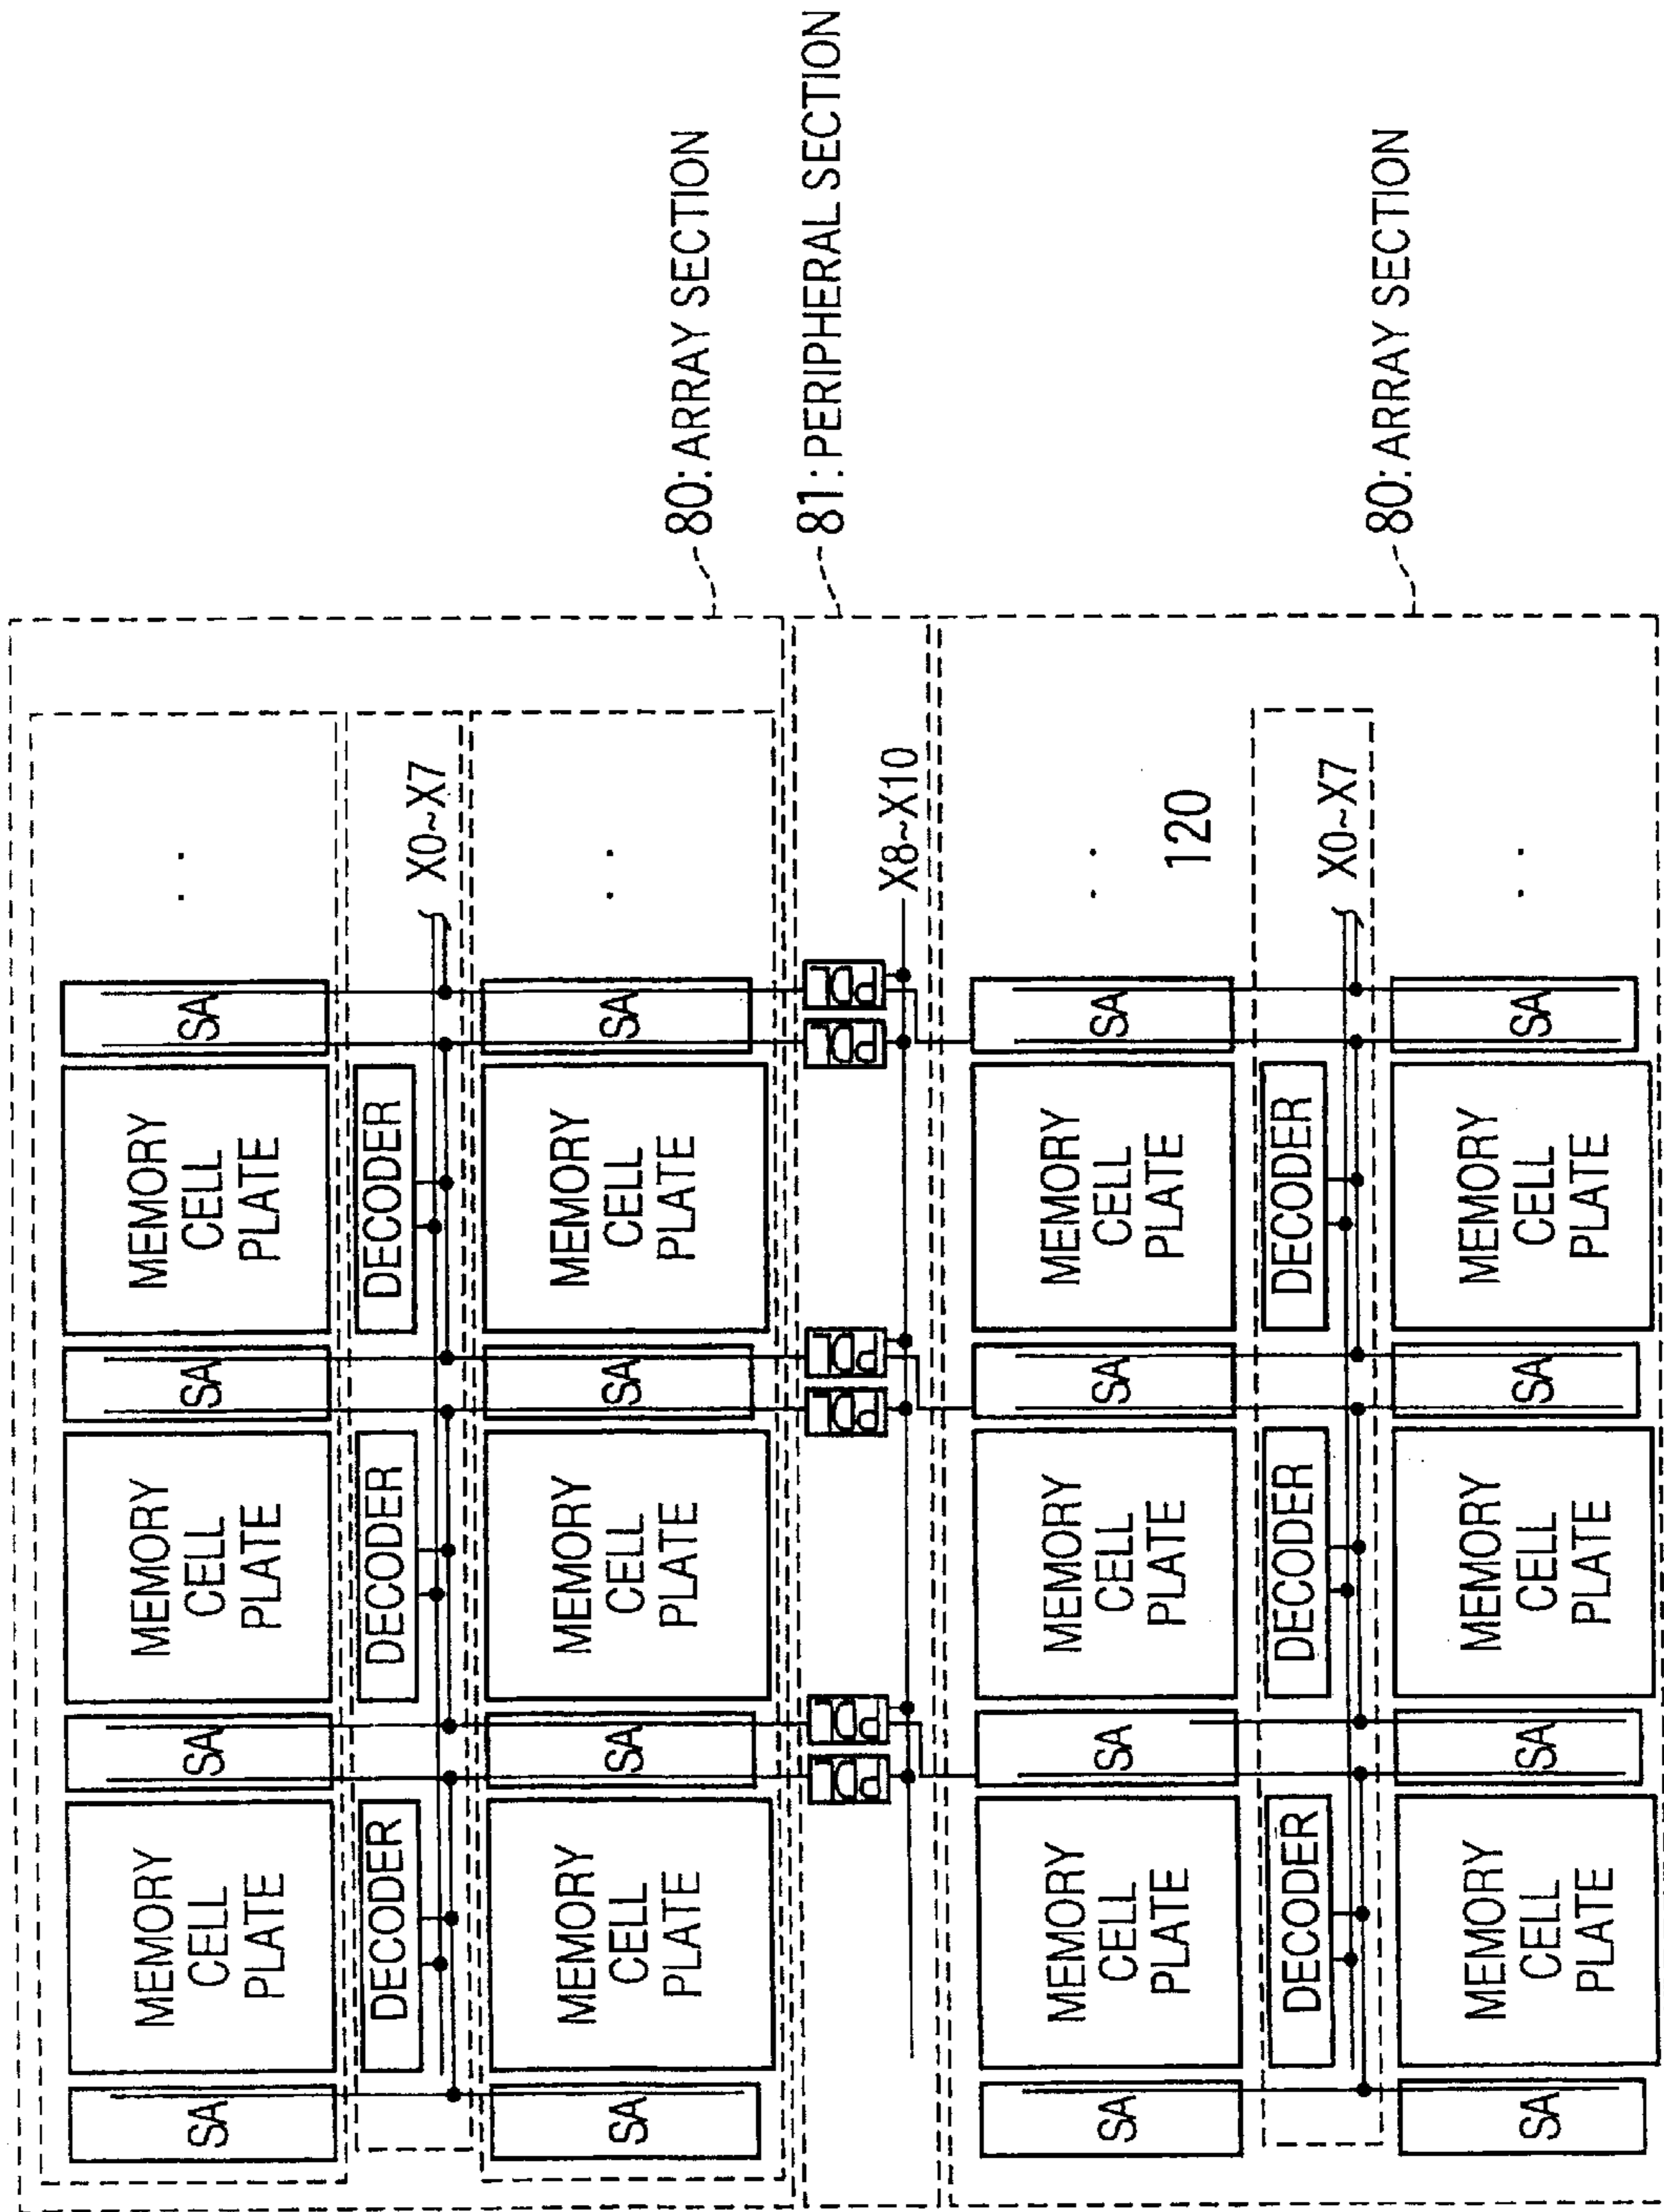 SA
MEMORY
CELL
PLATE
SA
MEMORY
CELL
PLATE
SA
MEMORY
CELL
PLATE
SA
DECODER
DECODER
DECODER
X0~X7
SA
MEMORY
CELL
PLATE
SA
MEMORY
CELL
PLATE
SA
MEMORY
CELL
PLATE
SA
80: ARRAY SECTION
PDL
PDL
PDL
PDL
PDL
PDL
81: PERIPHERAL SECTION
X8~X10
SA
MEMORY
CELL
PLATE
SA
MEMORY
CELL
PLATE
SA
MEMORY
CELL
PLATE
SA
120
DECODER
DECODER
DECODER
X0~X7
80: ARRAY SECTION
SA
MEMORY
CELL
PLATE
SA
MEMORY
CELL
PLATE
SA
MEMORY
CELL
PLATE
SA